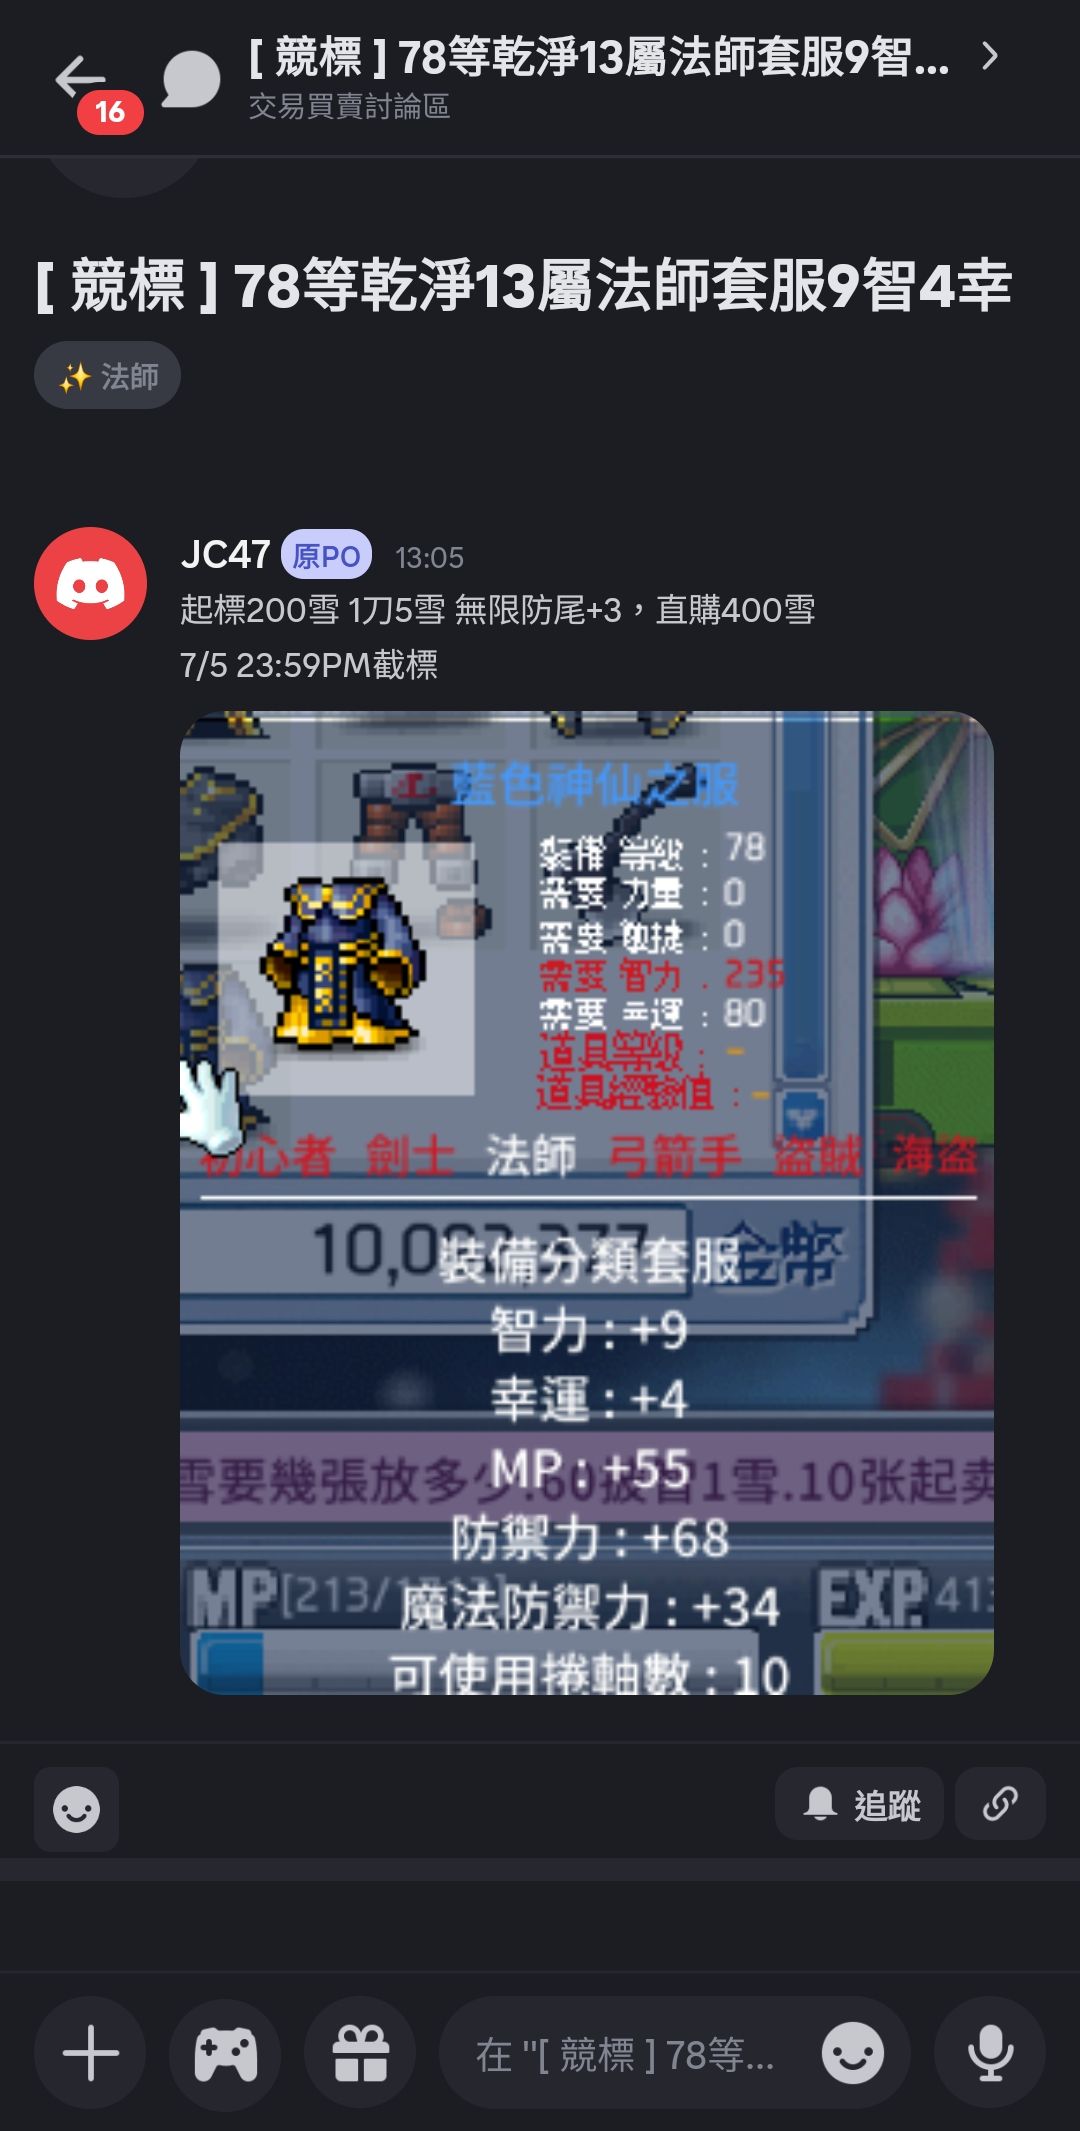 [ 競標 ] 78等乾淨13屬法師套服9智...
交易買賣討論區
16
[ 競標 ] 78等乾淨13屬法師套服9智4幸
✨ 法師
JC47 原PO 13:05
起標200雪 1刀5雪 無限防尾+3，直購400雪
7/5 23:59PM截標
藍色神仙之服
裝備 等級 : 78
需要 力量 : 0
需要 敏捷 : 0
需要 智力 : 235
需要 幸運 : 80
道具等級 : -
道具經驗值 : -
初心者 劍士 法師 弓箭手 盜賊 海盜
金幣
裝備分類套服
智力 : +9
幸運 : +4
MP : +55
雪要幾張放多少.60披智1雪.10张起卖
防禦力 : +68
MP[213/
魔法防禦力 : +34
EXP. 413
可使用捲軸數 : 10
追蹤
在 "[ 競標 ] 78等...